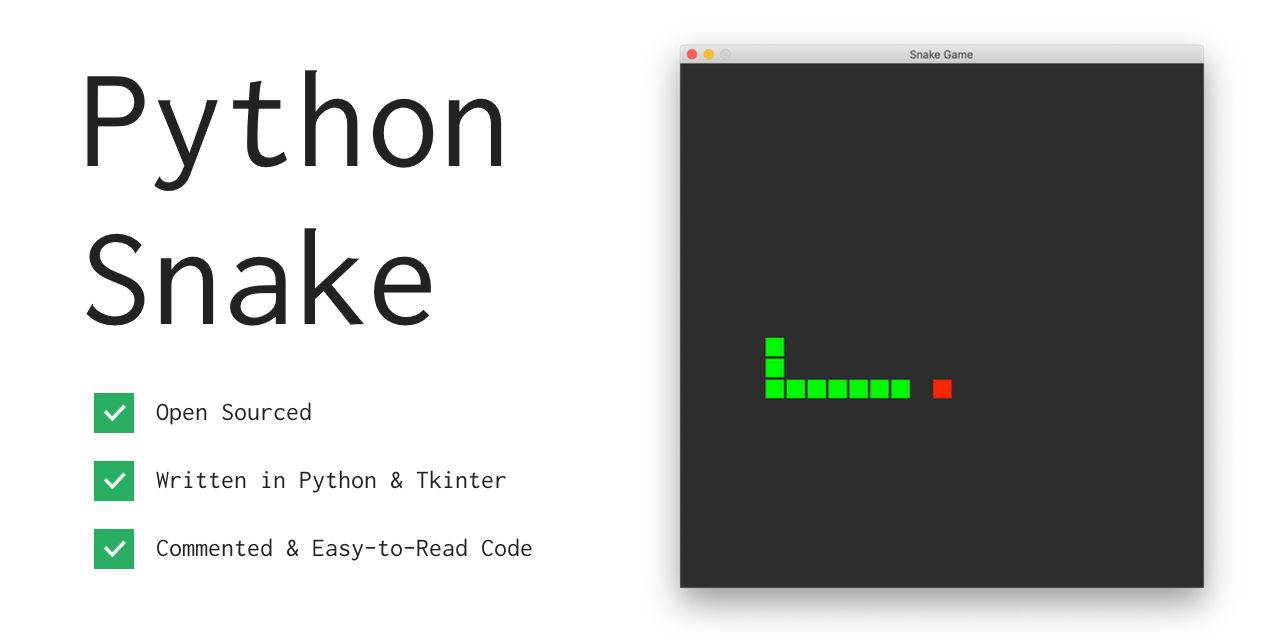 Python
Snake
Open Sourced
Written in Python & Tkinter
Commented & Easy-to-Read Code
Snake Game